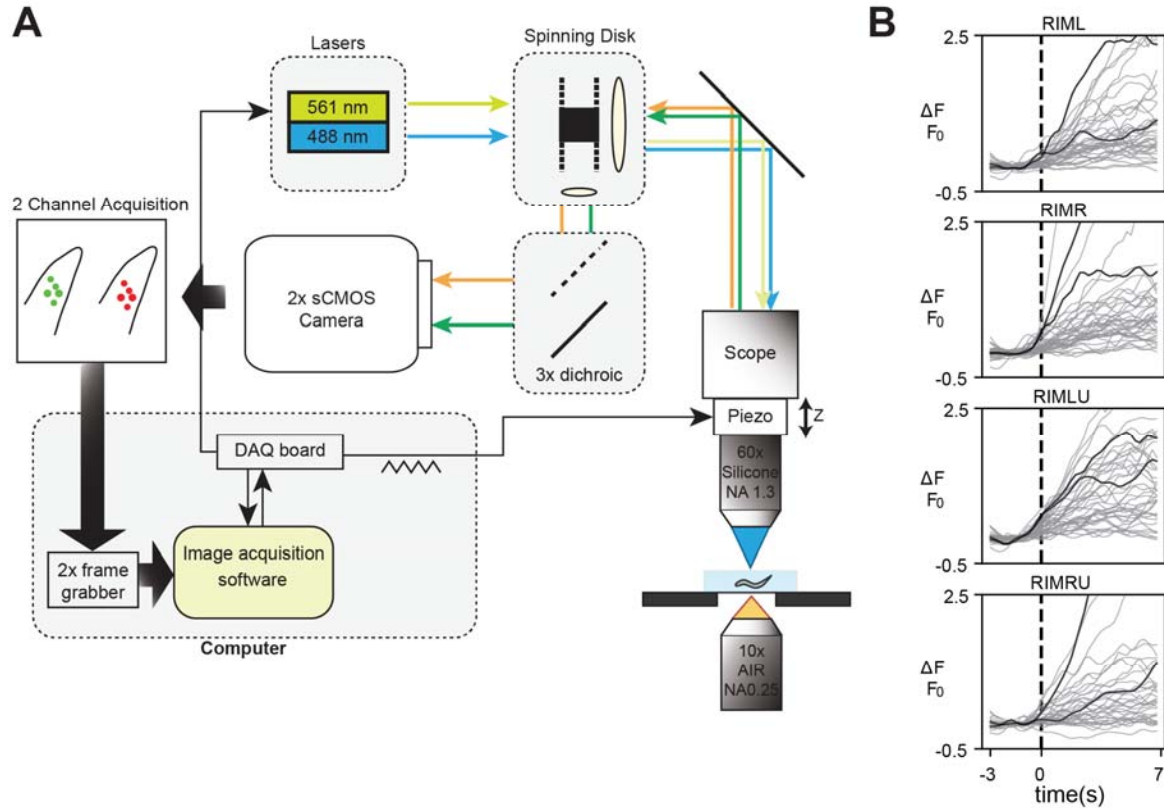 A
Lasers
561 nm
488 nm
Spinning Disk
2 Channel Acquisition
2x sCMOS
Camera
3x dichroic
Scope
Piezo
Z
60x
Silicone
NA 1.3
DAQ board
Image acquisition
software
2x frame
grabber
Computer
10x
AIR
NA0.25
B
RIML
2.5
ΔF
F0
-0.5
RIMR
2.5
ΔF
F0
-0.5
RIMLU
2.5
ΔF
F0
-0.5
RIMRU
2.5
ΔF
F0
-0.5
-3 0 7
time(s)